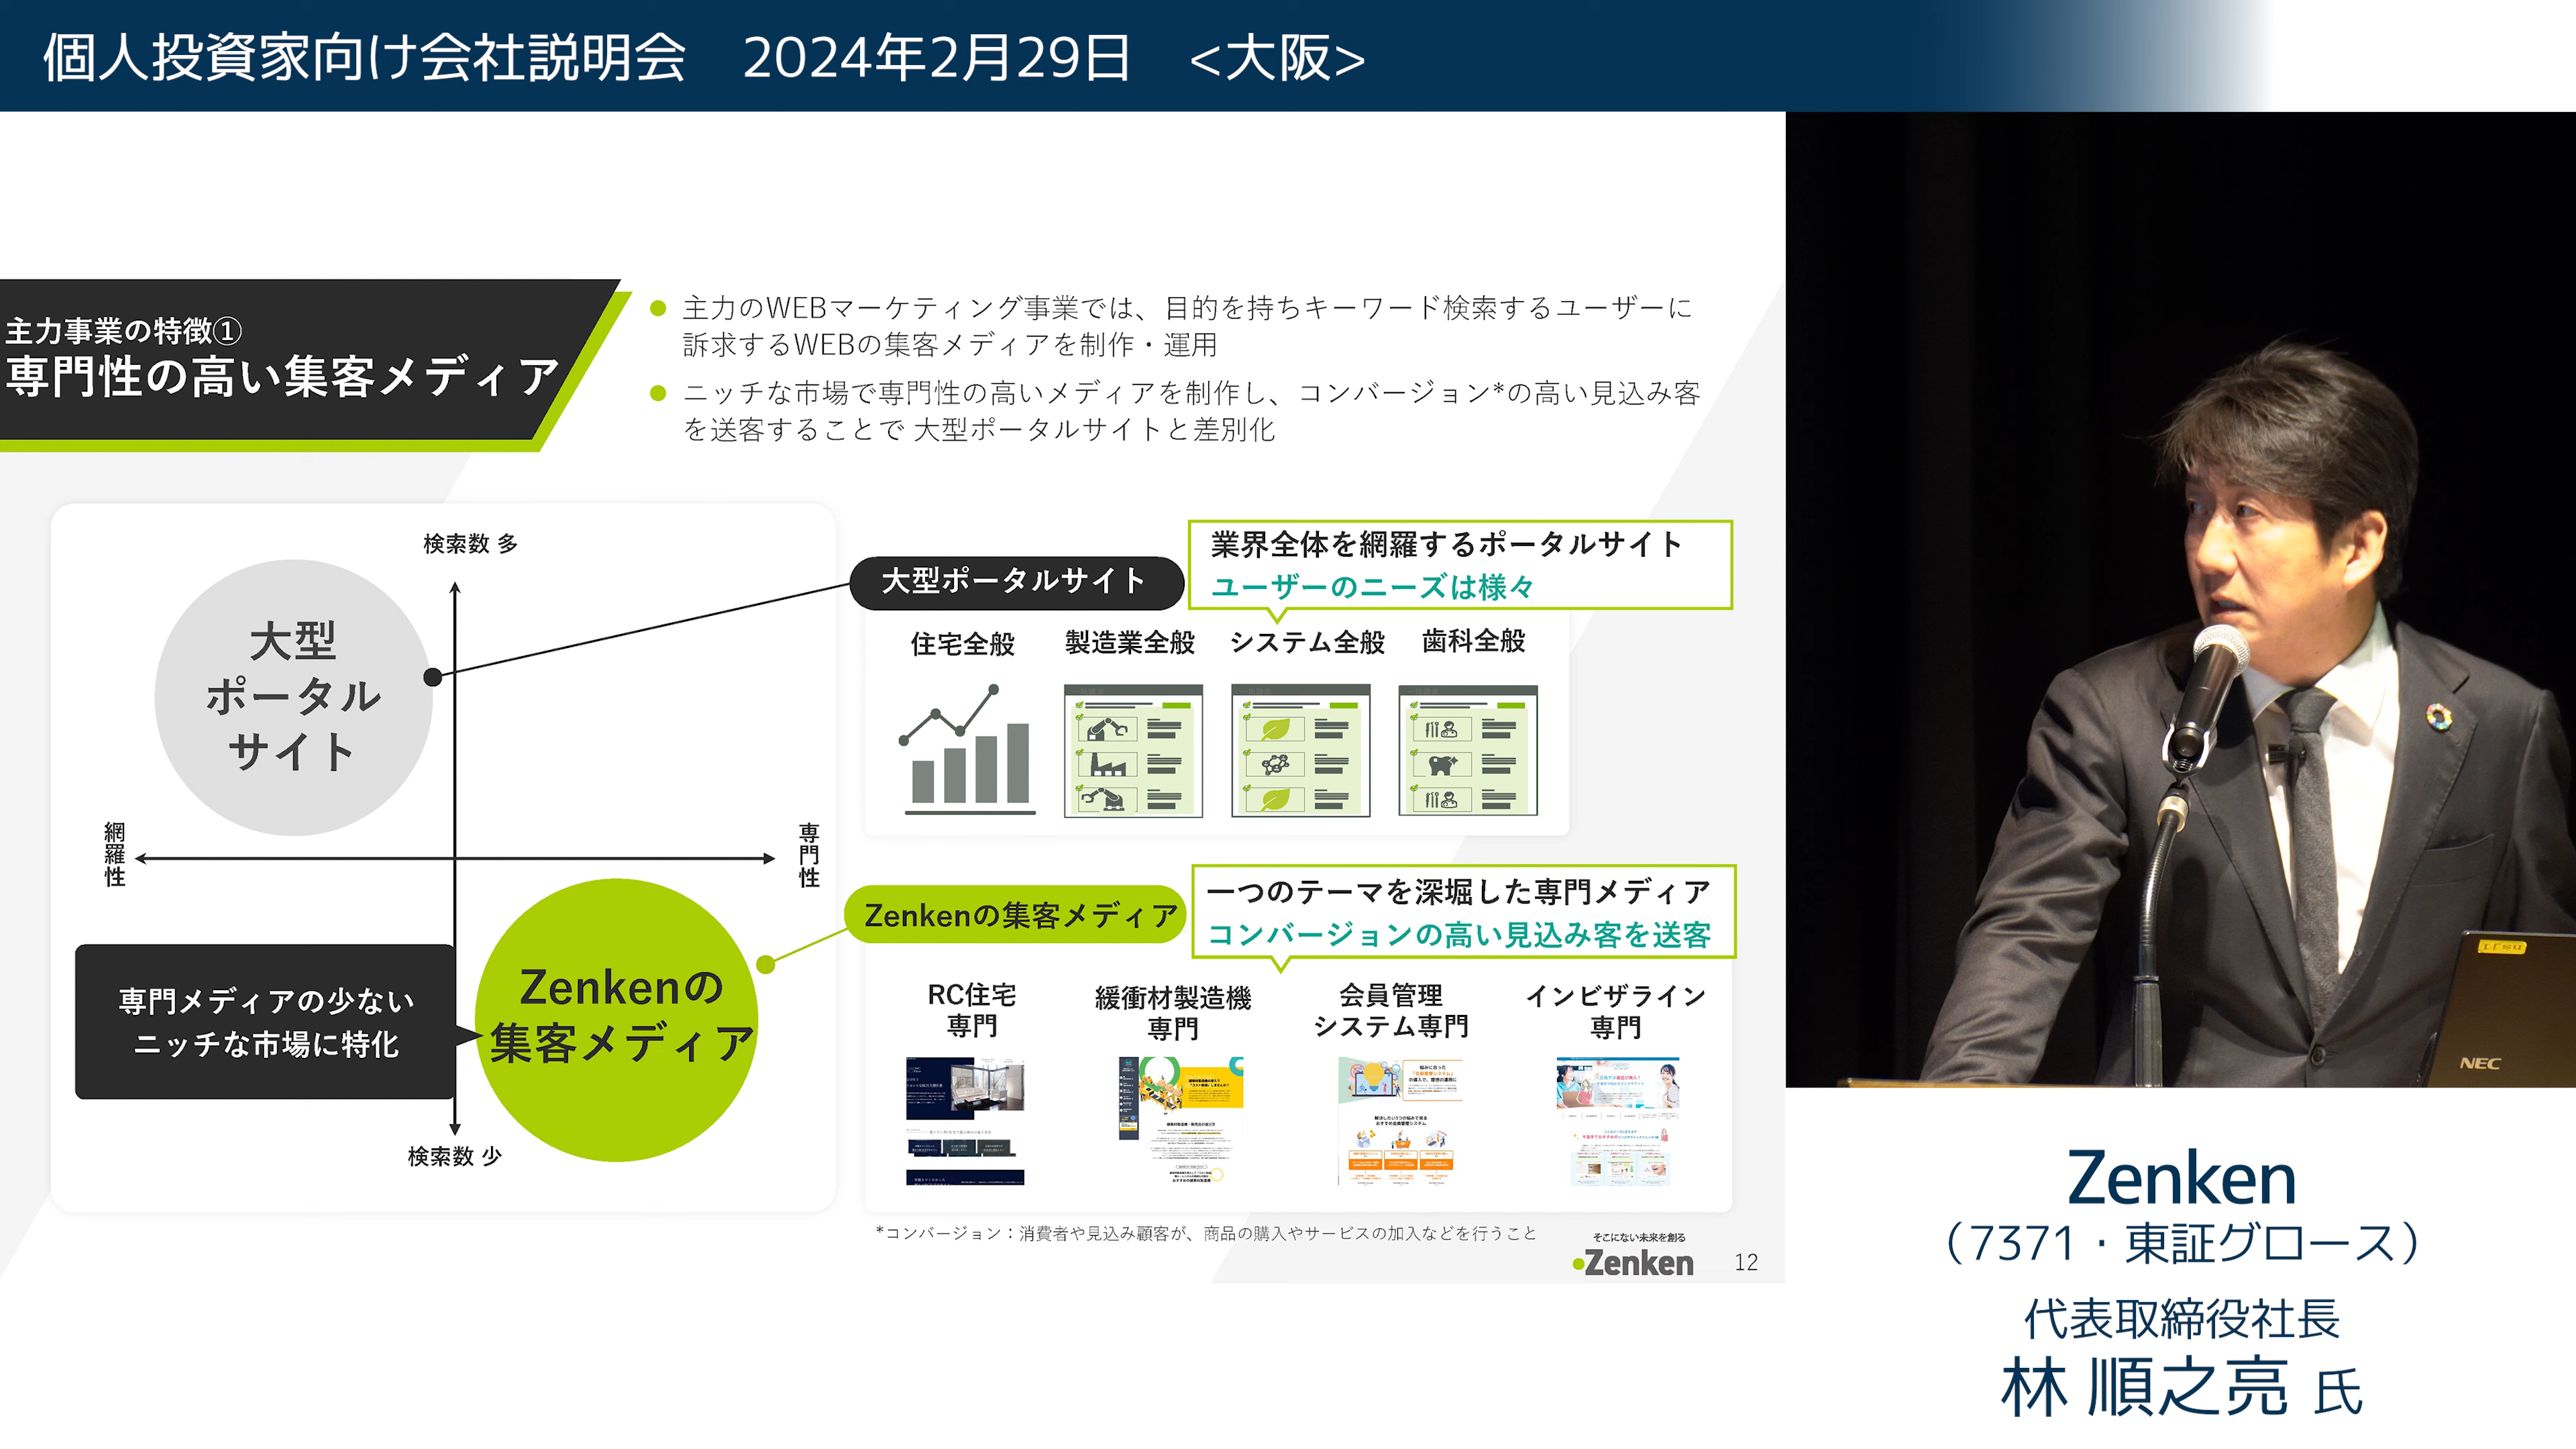 個人投資家向け会社説明会　2024年2月29日　<大阪>
主力事業の特徴①
専門性の高い集客メディア
主力のWEBマーケティング事業では、目的を持ちキーワード検索するユーザーに
訴求するWEBの集客メディアを制作・運用
ニッチな市場で専門性の高いメディアを制作し、コンバージョン*の高い見込み客
を送客することで 大型ポータルサイトと差別化
検索数 多
大型
ポータル
サイト
網羅性
専門性
専門メディアの少ない
ニッチな市場に特化
Zenkenの
集客メディア
検索数 少
大型ポータルサイト
業界全体を網羅するポータルサイト
ユーザーのニーズは様々
住宅全般
製造業全般
システム全般
歯科全般
Zenkenの集客メディア
一つのテーマを深堀した専門メディア
コンバージョンの高い見込み客を送客
RC住宅
専門
緩衝材製造機
専門
会員管理
システム専門
インビザライン
専門
*コンバージョン：消費者や見込み顧客が、商品の購入やサービスの加入などを行うこと
そこにない未来を創る
Zenken
12
NEC
Zenken
（7371・東証グロース）
代表取締役社長
林 順之亮 氏